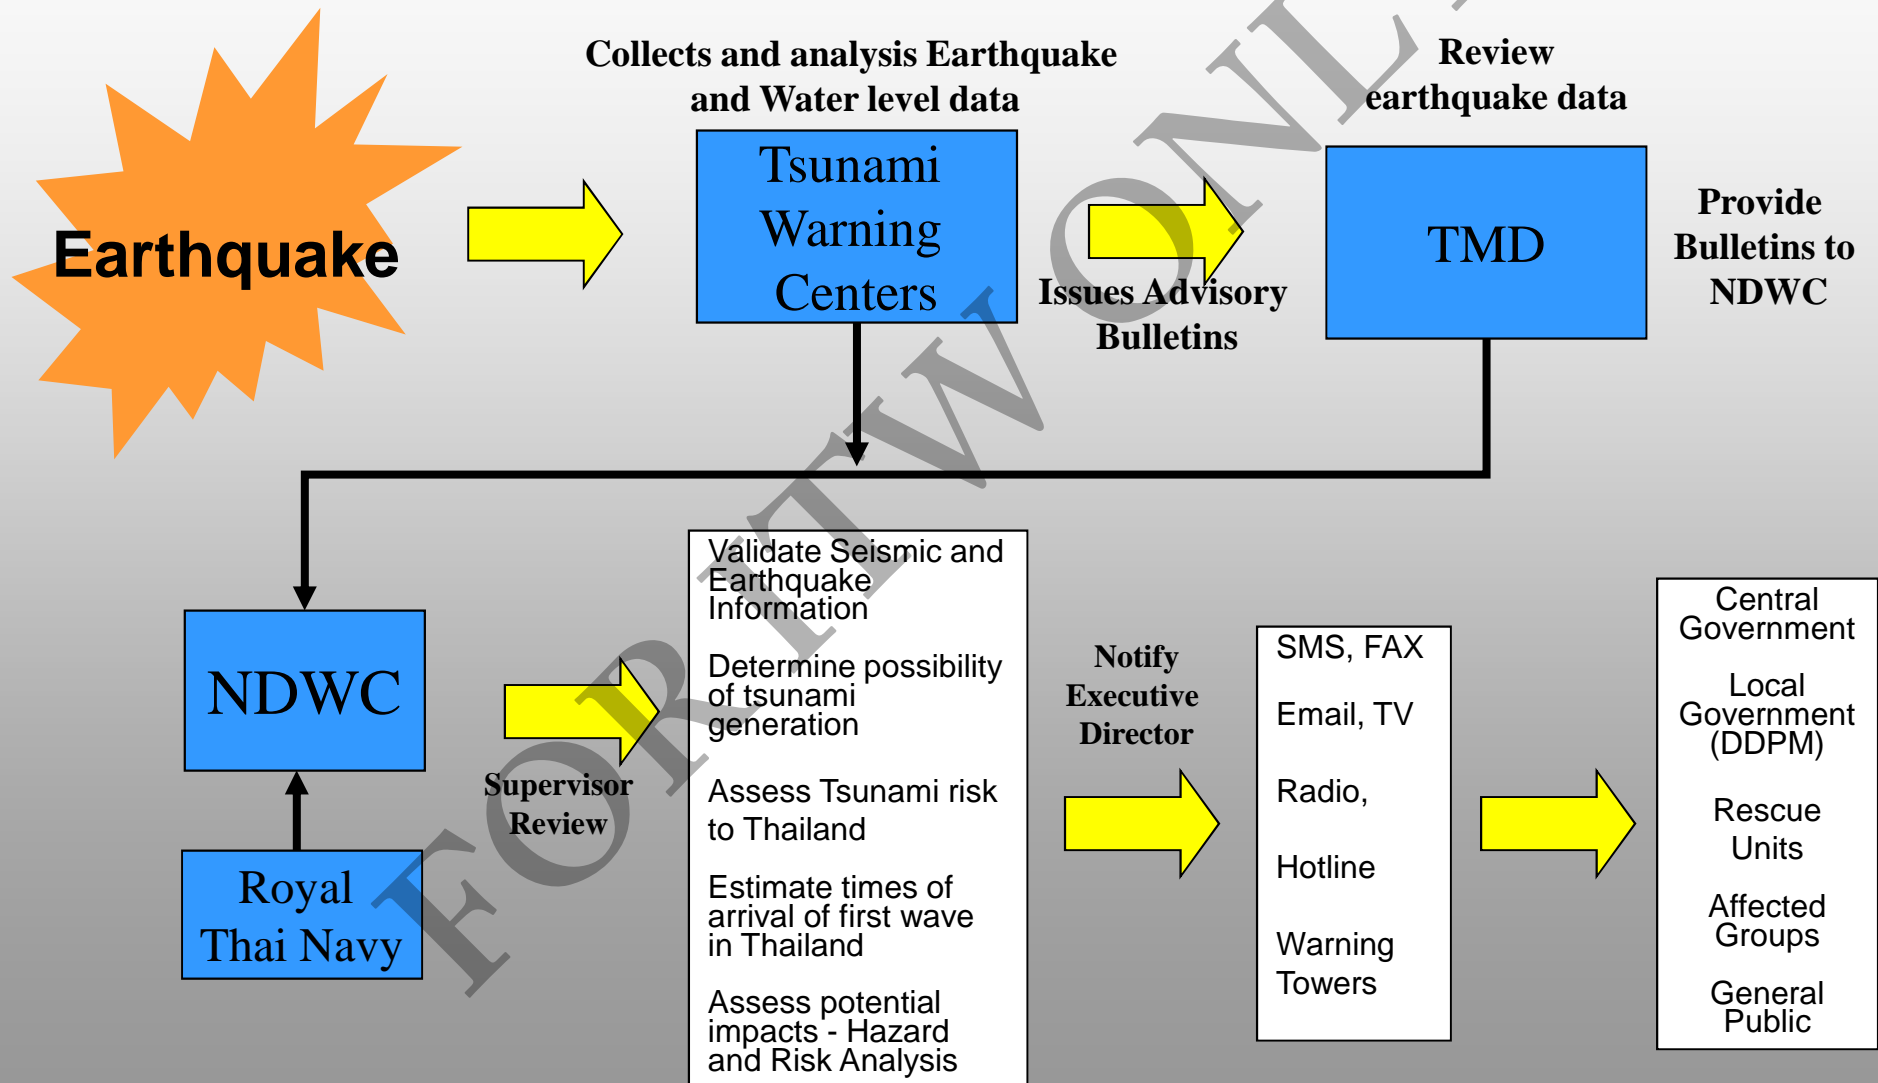 Collects and analysis Earthquake
and Water level data
Review
earthquake data
Earthquake
Tsunami
Warning
Centers
Issues Advisory
Bulletins
TMD
Provide
Bulletins to
NDWC
NDWC
Royal
Thai Navy
Supervisor
Review
Validate Seismic and
Earthquake
Information
Determine possibility
of tsunami
generation
Assess Tsunami risk
to Thailand
Estimate times of
arrival of first wave
in Thailand
Assess potential
impacts - Hazard
and Risk Analysis
Notify
Executive
Director
SMS, FAX
Email, TV
Radio,
Hotline
Warning
Towers
Central
Government
Local
Government
(DDPM)
Rescue
Units
Affected
Groups
General
Public
FOR ITW ONL